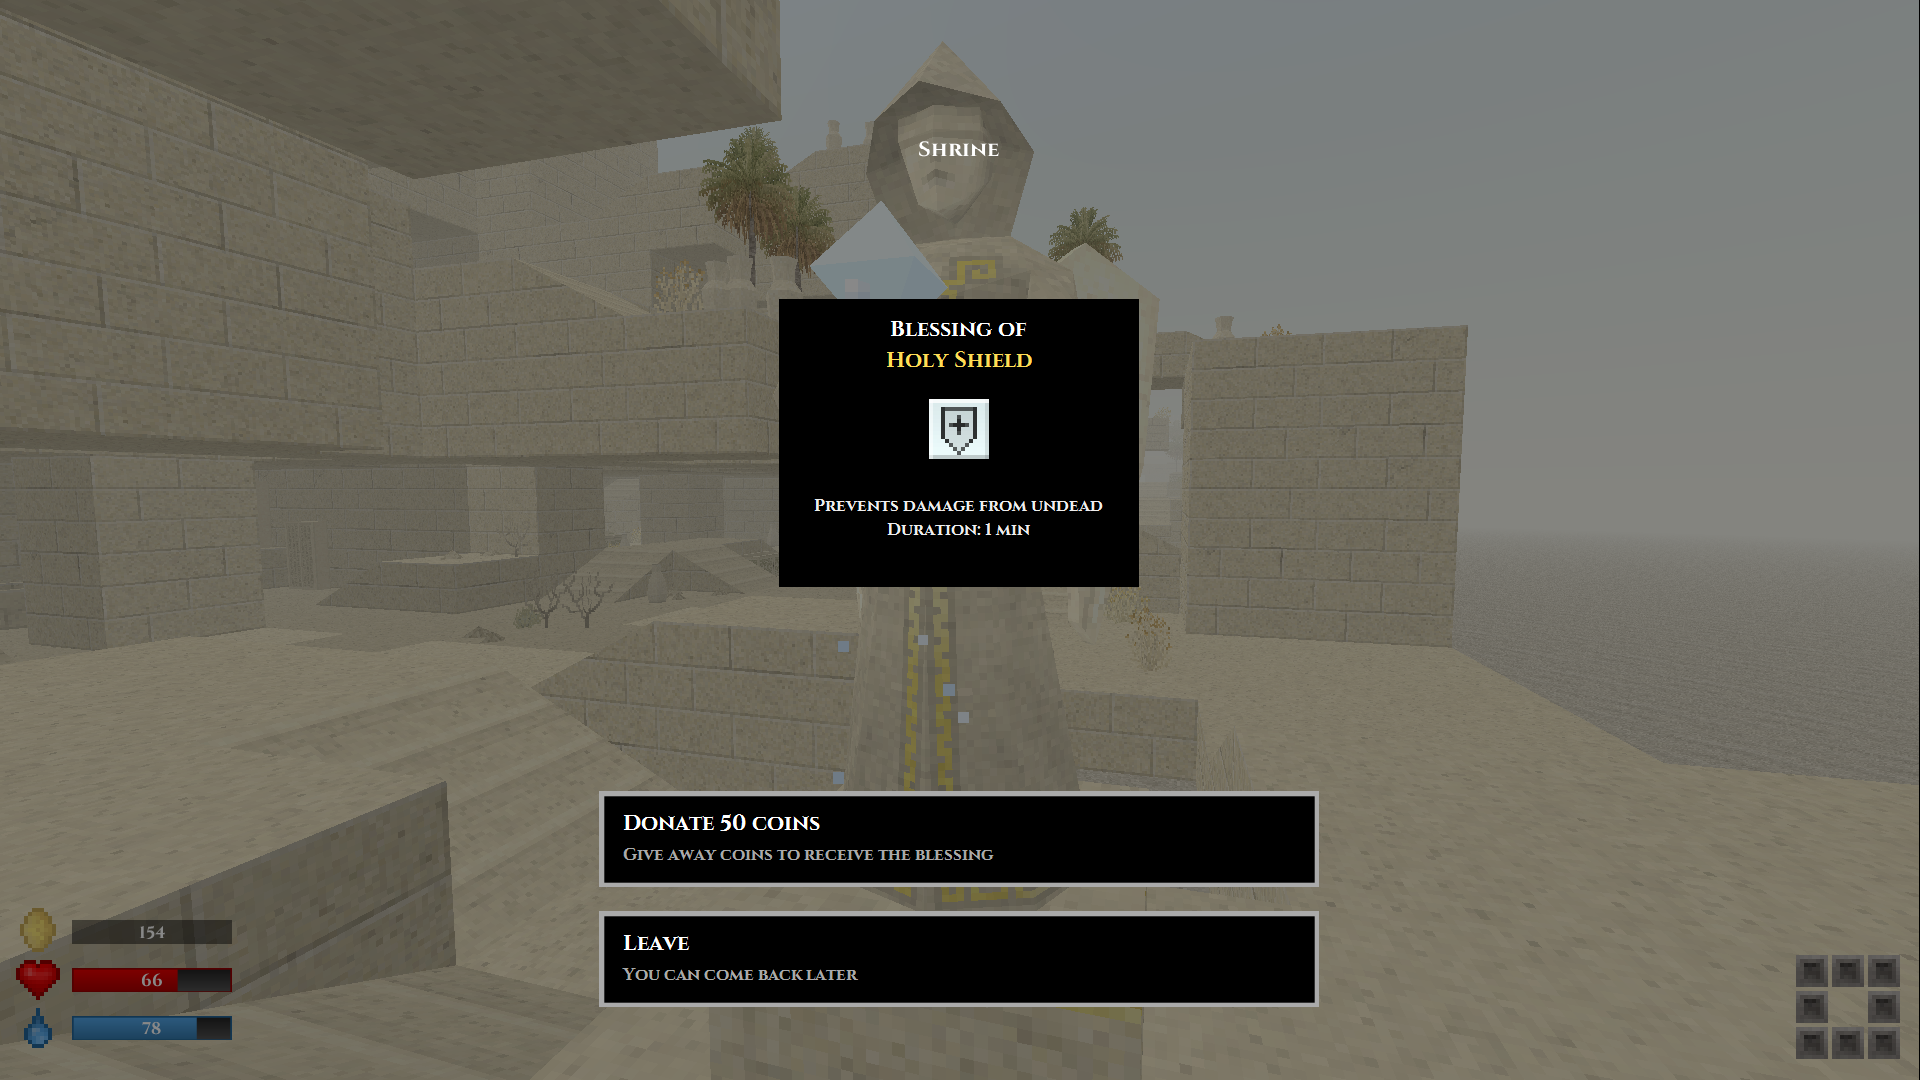 Shrine
Blessing of
Holy Shield
Prevents damage from undead
Duration: 1 min
Donate 50 coins
Give away coins to receive the blessing
Leave
You can come back later
154
66
78